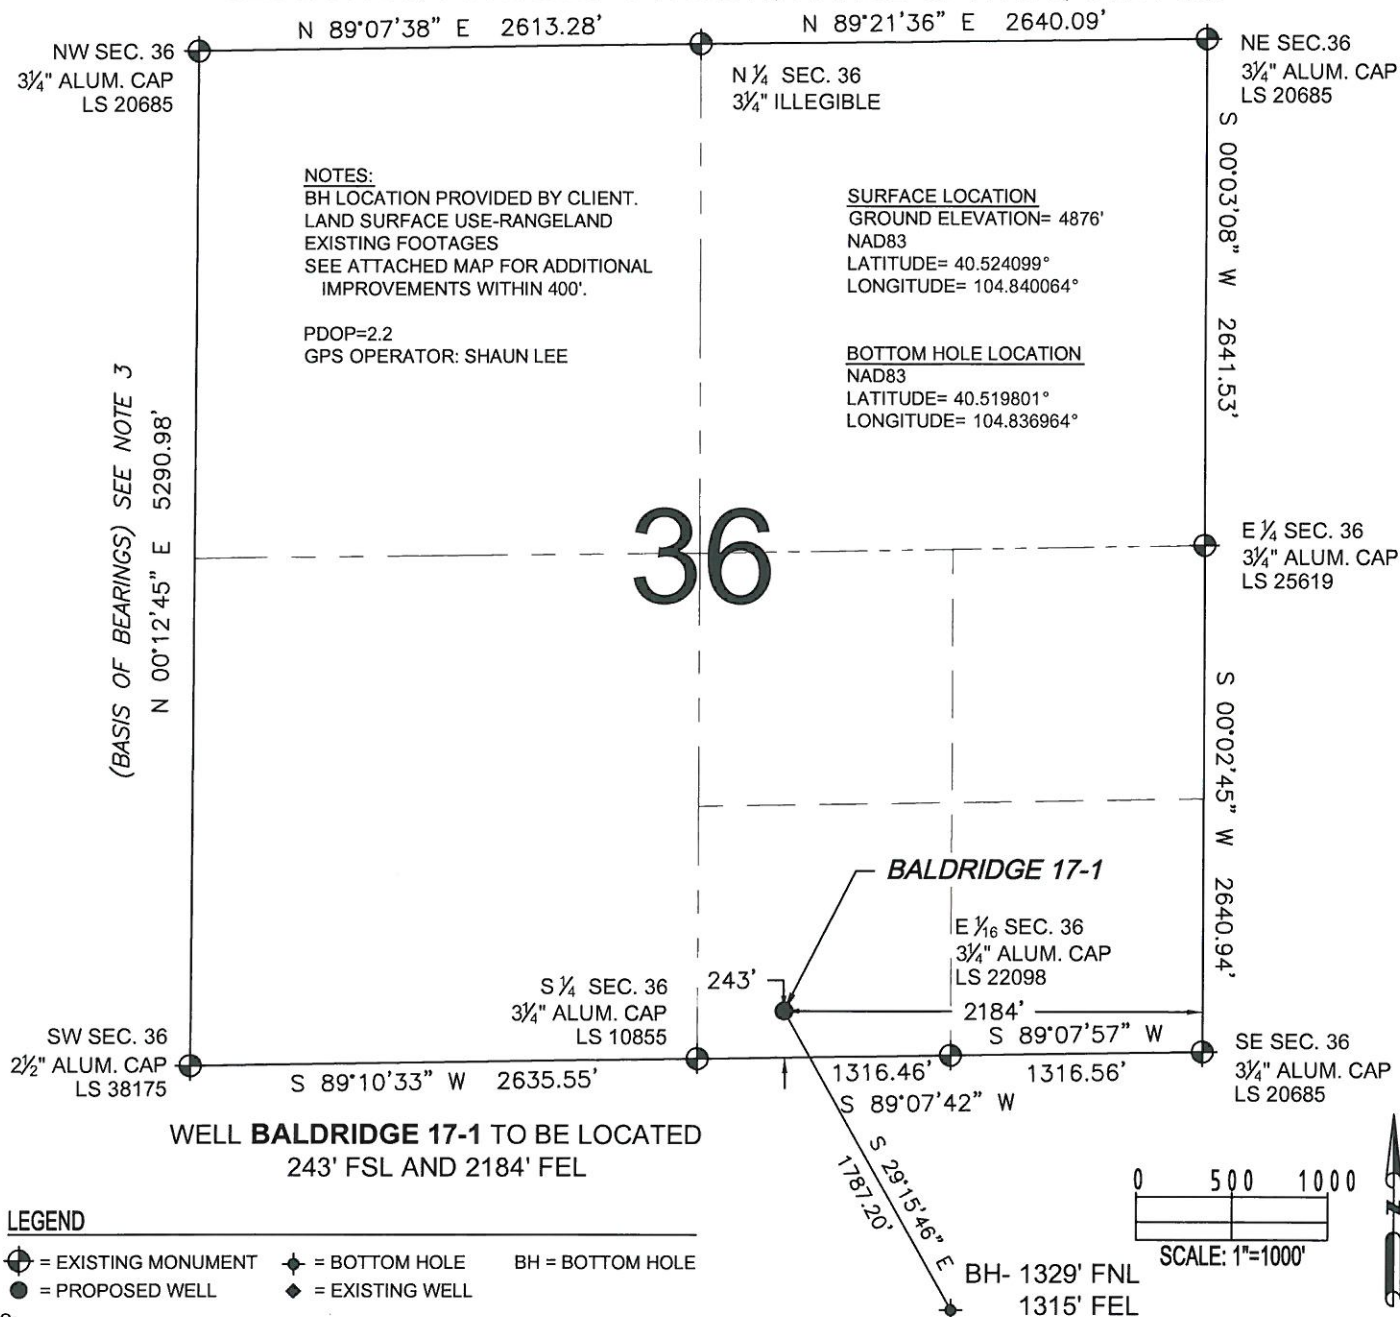 N 89°07'38" E 2613.28'
N 89°21'36" E 2640.09'
NW SEC. 36
3¼" ALUM. CAP
LS 20685
N ¼ SEC. 36
3¼" ILLEGIBLE
NE SEC.36
3¼" ALUM. CAP
LS 20685
NOTES:
BH LOCATION PROVIDED BY CLIENT.
LAND SURFACE USE-RANGELAND
EXISTING FOOTAGES
SEE ATTACHED MAP FOR ADDITIONAL
IMPROVEMENTS WITHIN 400'.
PDOP=2.2
GPS OPERATOR: SHAUN LEE
SURFACE LOCATION
GROUND ELEVATION= 4876'
NAD83
LATITUDE= 40.524099°
LONGITUDE= 104.840064°
BOTTOM HOLE LOCATION
NAD83
LATITUDE= 40.519801°
LONGITUDE= 104.836964°
S 00°03'08" W 2641.53'
(BASIS OF BEARINGS) SEE NOTE 3
N 00°12'45" E 5290.98'
36
E ¼ SEC. 36
3¼" ALUM. CAP
LS 25619
S 00°02'45" W 2640.94'
BALDRIDGE 17-1
E 1⁄16 SEC. 36
3¼" ALUM. CAP
LS 22098
243'
2184'
S 89°07'57" W
S ¼ SEC. 36
3¼" ALUM. CAP
LS 10855
SW SEC. 36
2½" ALUM. CAP
LS 38175
SE SEC. 36
3¼" ALUM. CAP
LS 20685
S 89°10'33" W 2635.55'
1316.46'
1316.56'
S 89°07'42" W
WELL BALDRIDGE 17-1 TO BE LOCATED
243' FSL AND 2184' FEL
S 29°15'46" E
1787.20'
0 500 1000
SCALE: 1"=1000'
BH- 1329' FNL
1315' FEL
LEGEND
= EXISTING MONUMENT
= BOTTOM HOLE
BH = BOTTOM HOLE
= PROPOSED WELL
= EXISTING WELL